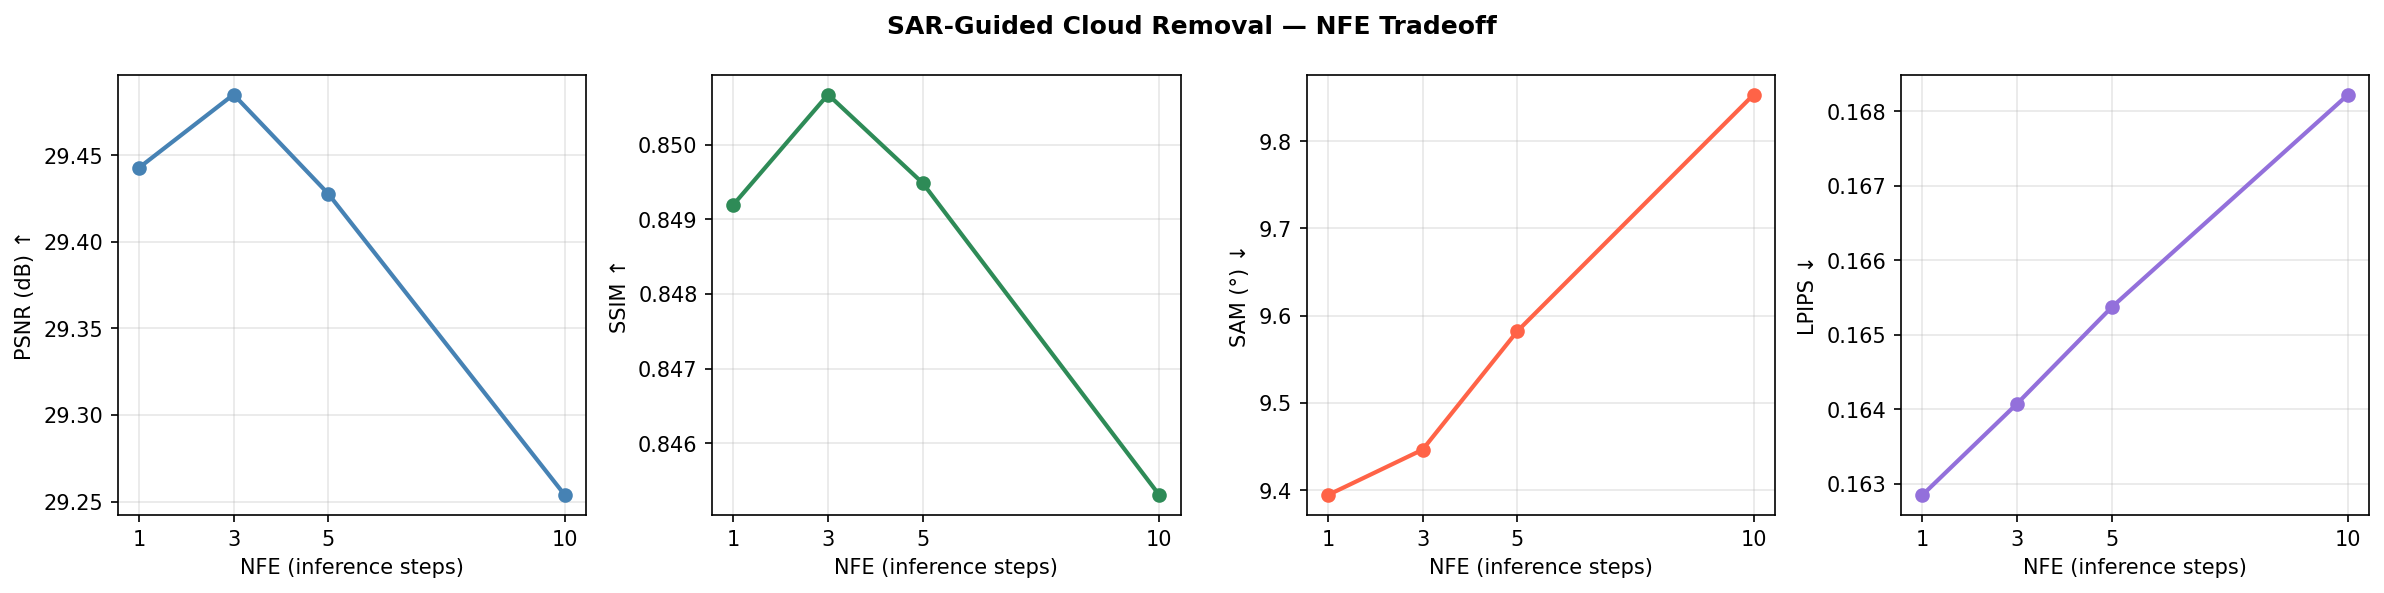 SAR-Guided Cloud Removal — NFE Tradeoff
PSNR (dB) ↑
29.45
29.40
29.35
29.30
29.25
1 3 5 10
NFE (inference steps)
SSIM ↑
0.850
0.849
0.848
0.847
0.846
1 3 5 10
NFE (inference steps)
SAM (°) ↓
9.8
9.7
9.6
9.5
9.4
1 3 5 10
NFE (inference steps)
LPIPS ↓
0.168
0.167
0.166
0.165
0.164
0.163
1 3 5 10
NFE (inference steps)